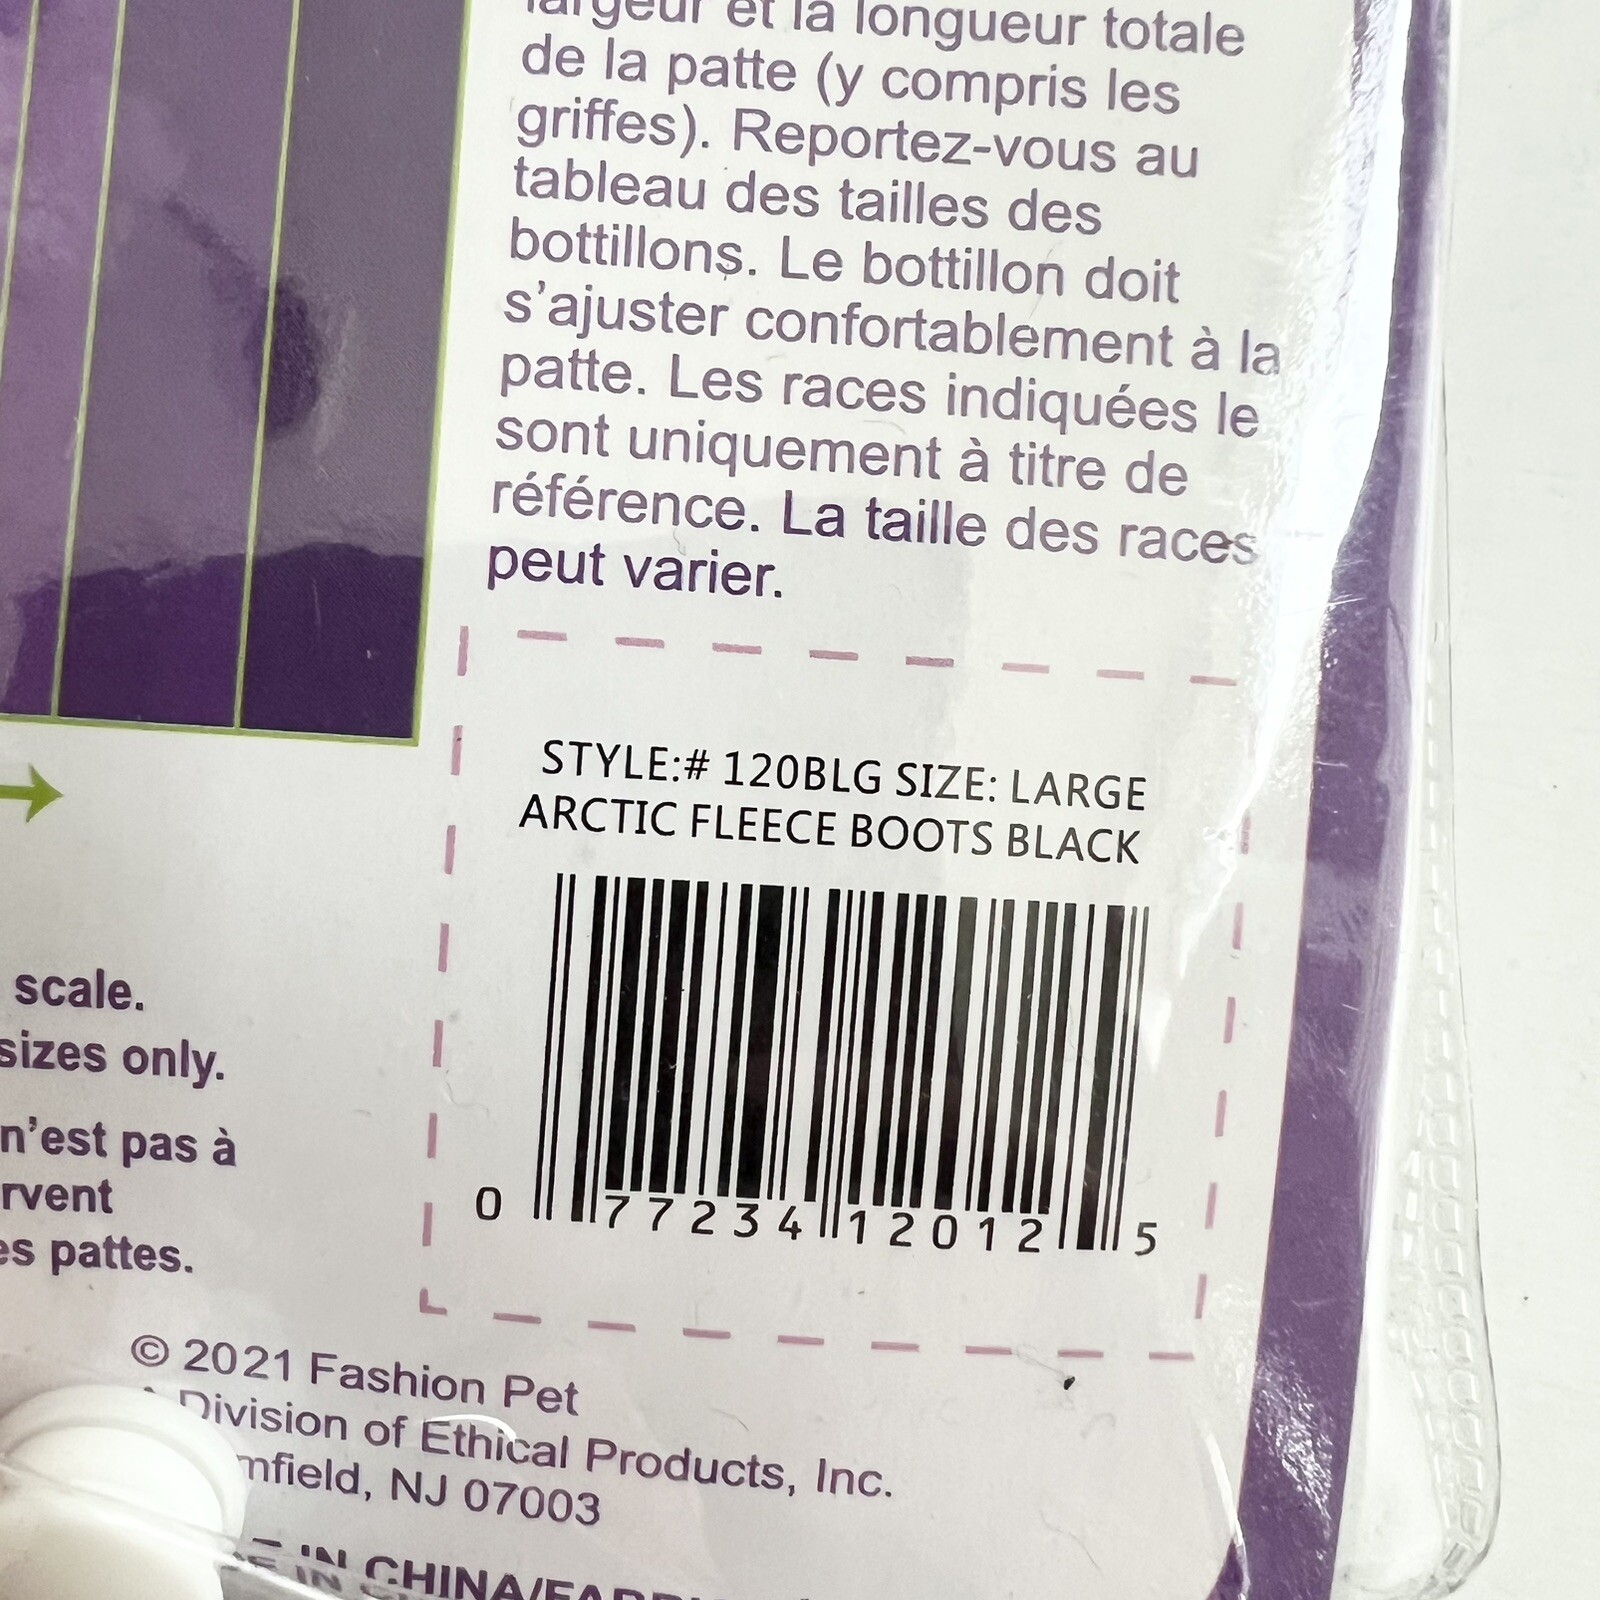 largeur et la longueur totale
de la patte (y compris les
griffes). Reportez-vous au
tableau des tailles des
bottillons. Le bottillon doit
s'ajuster confortablement à la
patte. Les races indiquées le
sont uniquement à titre de
référence. La taille des races
peut varier.
STYLE:# 120BLG SIZE: LARGE
ARCTIC FLEECE BOOTS BLACK
0 77234 12012 5
scale.
sizes only.
n'est pas à
rvent
es pattes.
© 2021 Fashion Pet
Division of Ethical Products, Inc.
mfield, NJ 07003
IN CHINA/FABRI